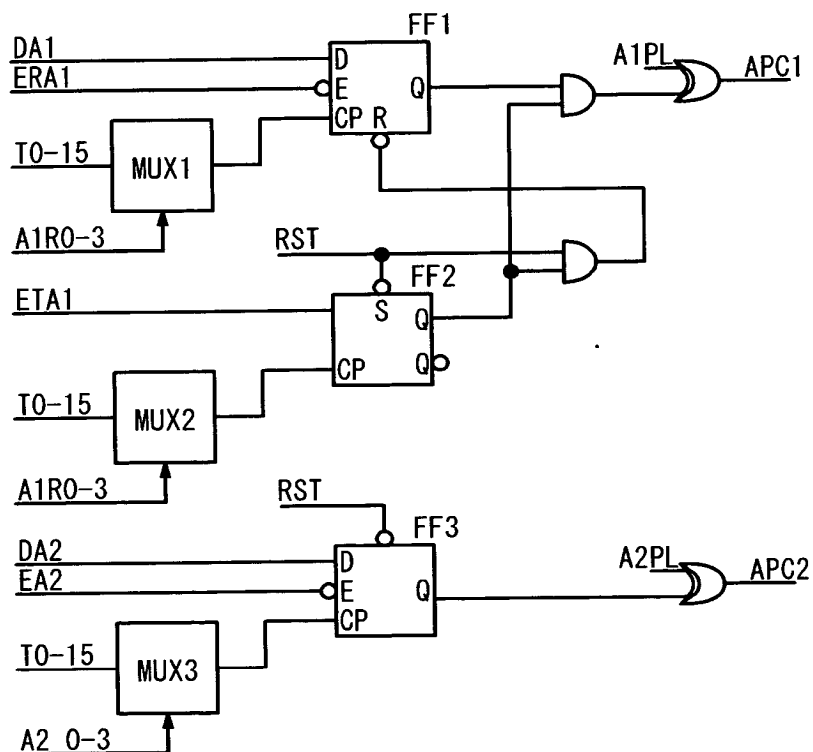 FF1
DA1
D
A1PL
ERA1
E
Q
APC1
CP
R
T0-15
MUX1
A1R0-3
RST
FF2
ETA1
S
Q
CP
Q
T0-15
MUX2
A1R0-3
RST
FF3
DA2
D
A2PL
EA2
E
Q
APC2
CP
T0-15
MUX3
A2 0-3